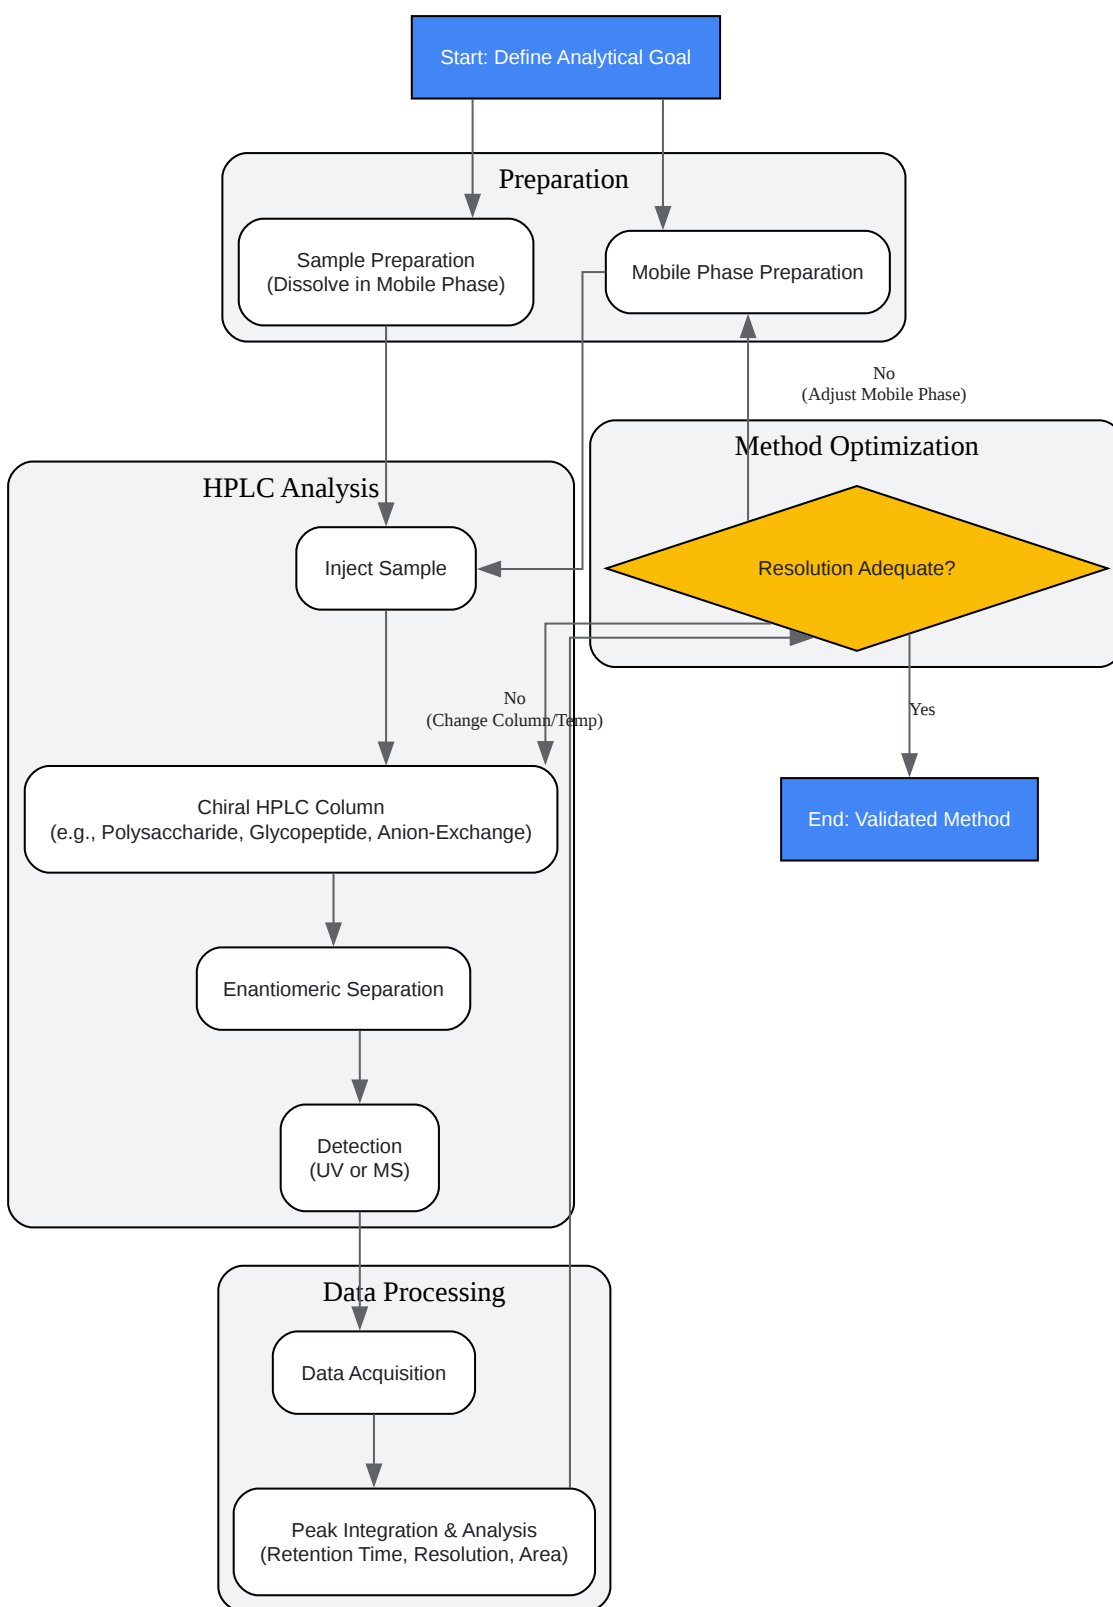 Start: Define Analytical Goal
Preparation
Sample Preparation
(Dissolve in Mobile Phase)
Mobile Phase Preparation
No
(Adjust Mobile Phase)
Method Optimization
HPLC Analysis
Inject Sample
Resolution Adequate?
No
(Change Column/Temp)
Yes
Chiral HPLC Column
(e.g., Polysaccharide, Glycopeptide, Anion-Exchange)
End: Validated Method
Enantiomeric Separation
Detection
(UV or MS)
Data Processing
Data Acquisition
Peak Integration & Analysis
(Retention Time, Resolution, Area)